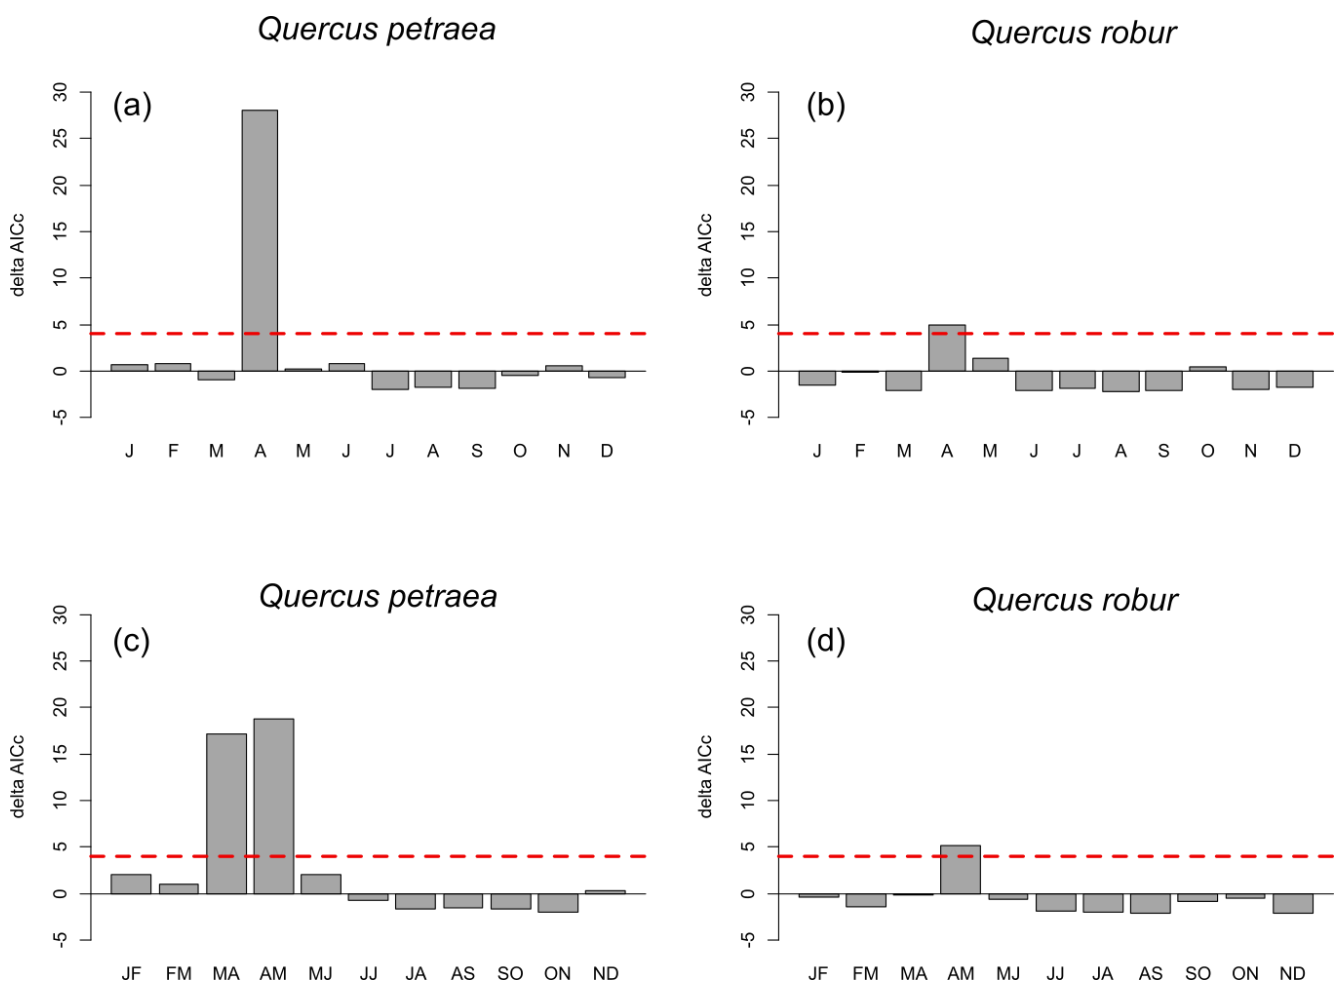 Quercus petraea
Quercus robur
(a)
30
25
20
15
10
5
0
-5
delta AICc
J F M A M J J A S O N D
(b)
30
25
20
15
10
5
0
-5
delta AICc
J F M A M J J A S O N D
Quercus petraea
Quercus robur
(c)
30
25
20
15
10
5
0
-5
delta AICc
JF FM MA AM MJ JJ JA AS SO ON ND
(d)
30
25
20
15
10
5
0
-5
delta AICc
JF FM MA AM MJ JJ JA AS SO ON ND